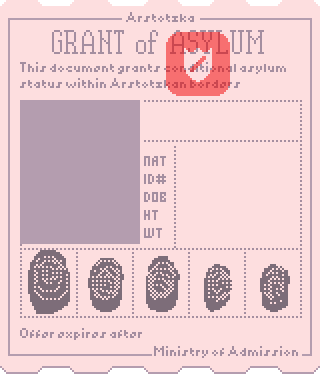 Arstotzka
GRANT of ASYLUM
This document grants conditional asylum
status within Arstotzkan borders
NAT
ID#
DOB
HT
WT
Offer expires after
Ministry of Admission